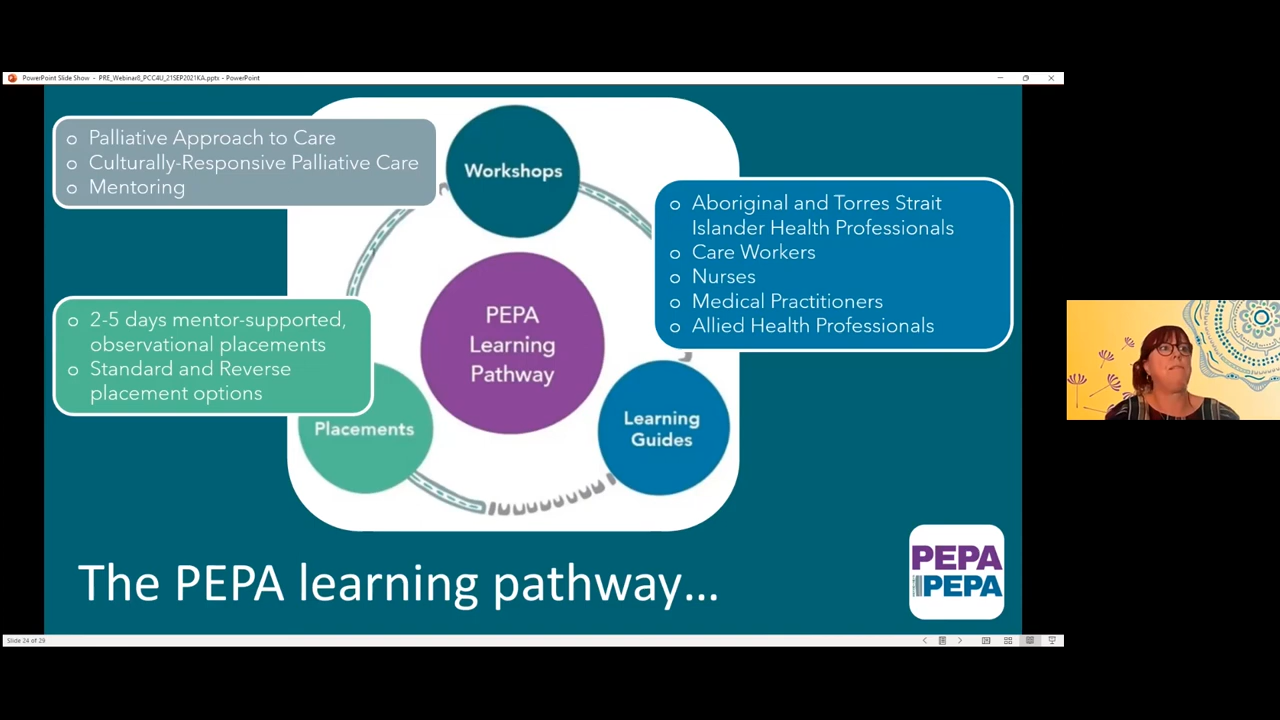 PowerPoint Slide Show - PRE_Webinar8_PCC4U_21SEP2021KA.pptx - PowerPoint
o Palliative Approach to Care
o Culturally-Responsive Palliative Care
o Mentoring
Workshops
o Aboriginal and Torres Strait
Islander Health Professionals
o Care Workers
o Nurses
o Medical Practitioners
o Allied Health Professionals
o 2-5 days mentor-supported,
observational placements
o Standard and Reverse
placement options
PEPA
Learning
Pathway
Placements
Learning
Guides
The PEPA learning pathway...
PEPA
PEPA
Slide 24 of 29